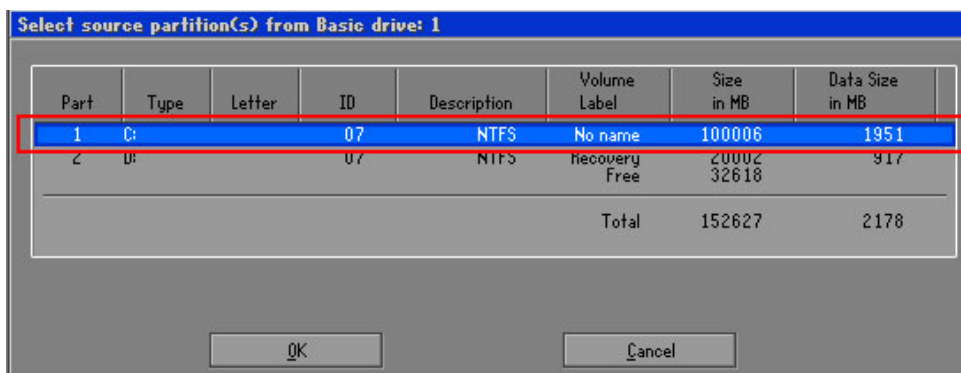 Select source partition(s) from Basic drive: 1
Part Type Letter ID Description Volume Label Size in MB Data Size in MB
1 C: 07 NTFS No name 100006 1951
2 D: 07 NTFS Recovery 20002 917
Free 32618
Total 152627 2178
OK Cancel